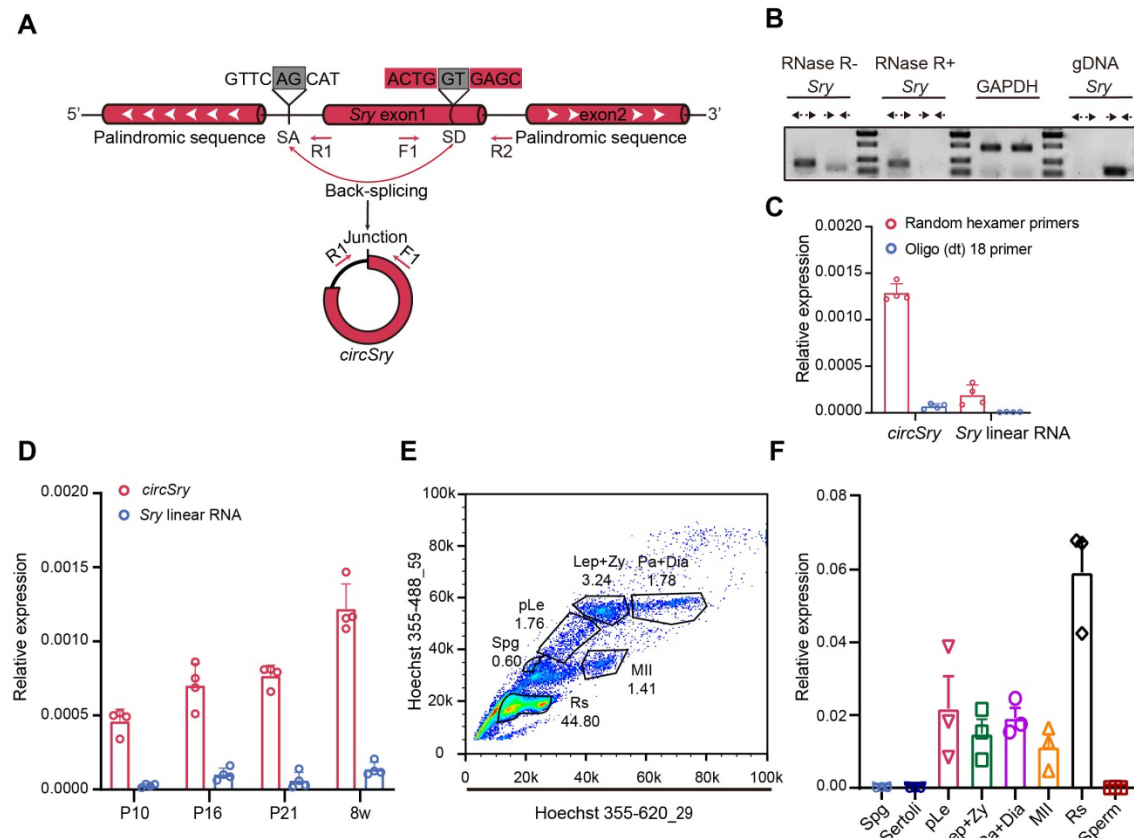 A
GTTC AG CAT
ACTG GT GAGC
5’
Sry exon1
exon2
3’
Palindromic sequence
SA
R1
F1
SD
R2
Palindromic sequence
Back-splicing
Junction
R1
F1
circSry
B
RNase R-
RNase R+
gDNA
Sry
Sry
GAPDH
Sry
C
0.0020
0.0015
0.0010
0.0005
0.0000
Relative expression
Random hexamer primers
Oligo (dt) 18 primer
circSry
Sry linear RNA
D
0.0020
0.0015
0.0010
0.0005
0.0000
Relative expression
circSry
Sry linear RNA
P10
P16
P21
8w
E
100k
80k
60k
40k
20k
0
Hoechst 355-488_59
Lep+Zy
3.24
Pa+Dia
1.78
pLe
1.76
Spg
0.60
MII
1.41
Rs
44.80
0
20k
40k
60k
80k
100k
Hoechst 355-620_29
F
0.08
0.06
0.04
0.02
0.00
Relative expression
Spg
Sertoli
pLe
Lep+Zy
Pa+Dia
MII
Rs
Sperm